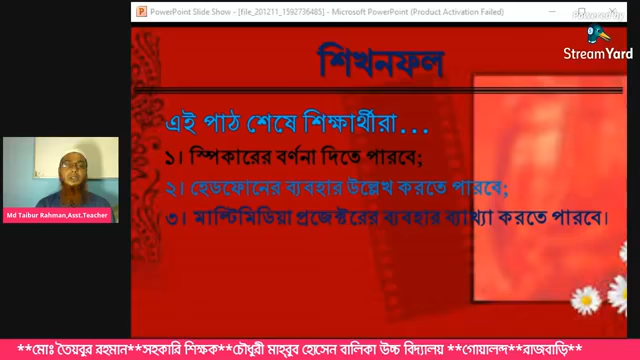 PowerPoint Slide Show - [file_201211_1592736485] - Microsoft PowerPoint (Product Activation Failed)
StreamYard
শিখনফল
এই পাঠ শেষে শিক্ষার্থীরা...
১। স্পিকারের বর্ণনা দিতে পারবে;
২। হেডফোনের ব্যবহার উল্লেখ করতে পারবে;
৩। মাল্টিমিডিয়া প্রজেক্টরের ব্যবহার ব্যাখ্যা করতে পারবে।
Md Taibur Rahman,Asst.Teacher
**মোঃ তৈয়বুর রহমান**সহকারি শিক্ষক**চৌধুরী মাহ্বুব হোসেন বালিকা উচ্চ বিদ্যালয় **গোয়ালন্দ**রাজবাড়ি**